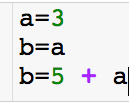 a=3
b=a
b=5 + a